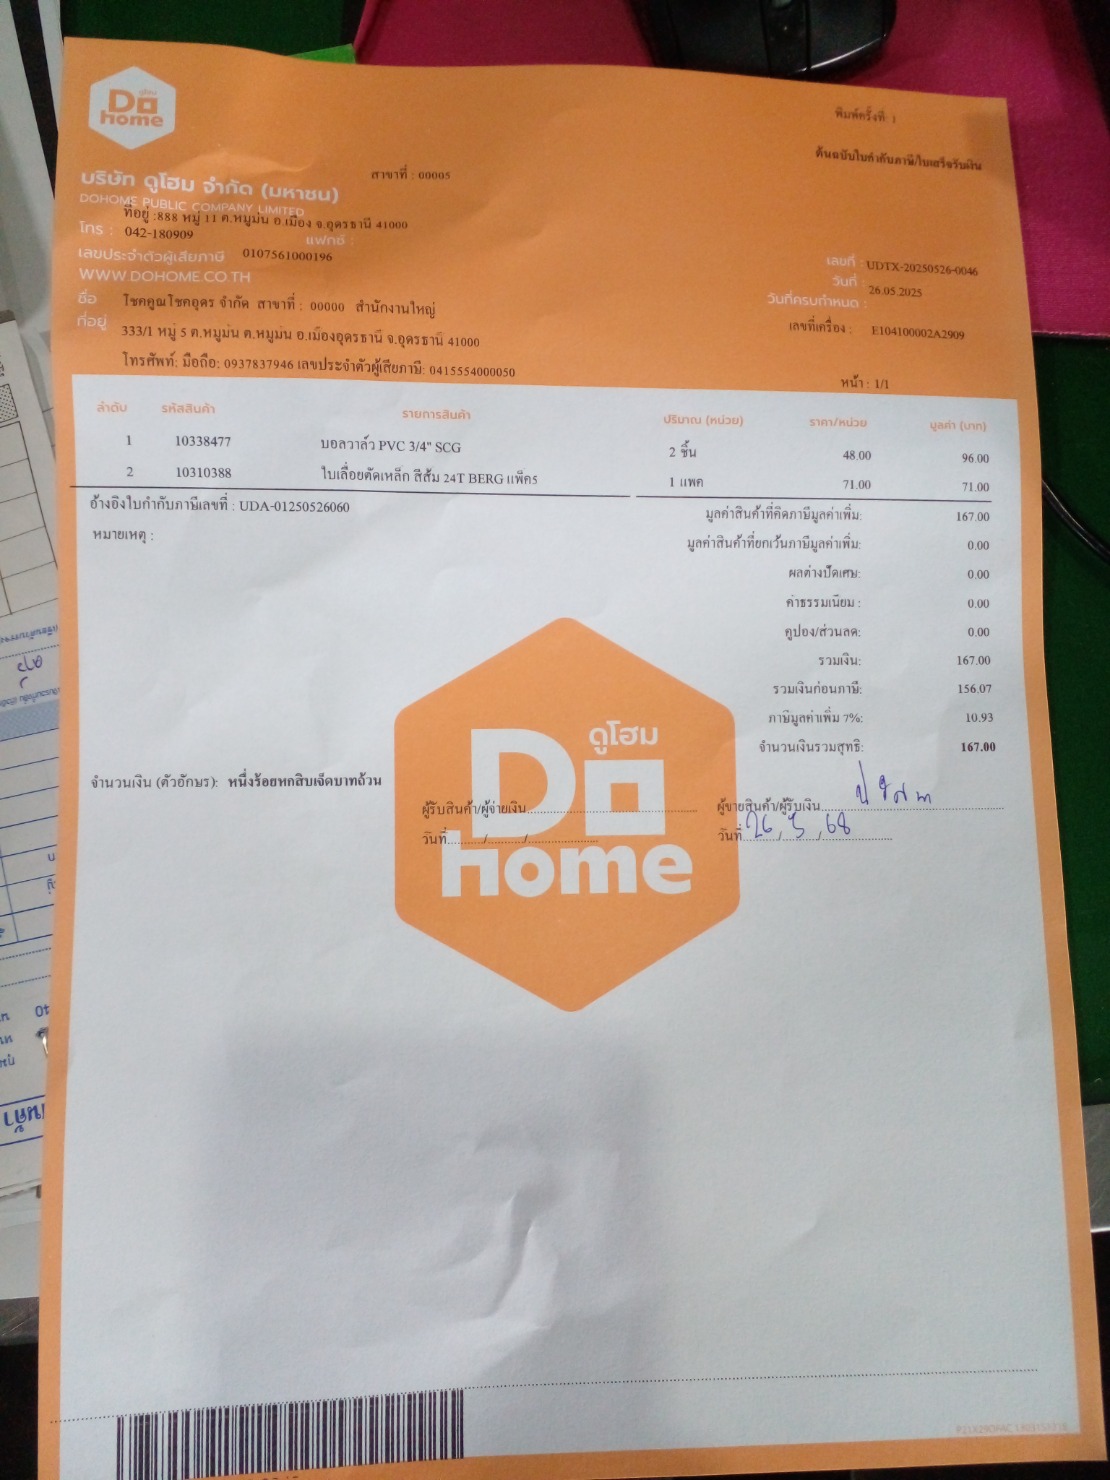 ดูโฮม
Do
home
พิมพ์ครั้งที่ 1
ต้นฉบับใบกำกับภาษี/ใบเสร็จรับเงิน
บริษัท ดูโฮม จำกัด (มหาชน) สาขาที่ : 00005
DOHOME PUBLIC COMPANY LIMITED
ที่อยู่ :888 หมู่ 11 ต.หมูม่น อ.เมือง จ.อุดรธานี 41000
โทร : 042-180909 แฟกซ์ :
เลขประจำตัวผู้เสียภาษี 0107561000196
WWW.DOHOME.CO.TH
เลขที่ : UDTX-20250526-0046
วันที่ : 26.05.2025
วันที่ครบกำหนด :
เลขที่เครื่อง : E104100002A2909
ชื่อ โชคคูณโชคอุดร จำกัด สาขาที่ : 00000 สำนักงานใหญ่
ที่อยู่ 333/1 หมู่ 5 ต.หมูม่น ต.หมูม่น อ.เมืองอุดรธานี จ.อุดรธานี 41000
โทรศัพท์: มือถือ: 0937837946 เลขประจำตัวผู้เสียภาษี: 0415554000050
หน้า : 1/1
ลำดับ รหัสสินค้า รายการสินค้า ปริมาณ (หน่วย) ราคา/หน่วย มูลค่า (บาท)
1 10338477 บอลวาล์ว PVC 3/4" SCG 2 ชิ้น 48.00 96.00
2 10310388 ใบเลื่อยตัดเหล็ก สีส้ม 24T BERG แพ็ค5 1 แพค 71.00 71.00
อ้างอิงใบกำกับภาษีเลขที่ : UDA-01250526060
หมายเหตุ :
มูลค่าสินค้าที่คิดภาษีมูลค่าเพิ่ม: 167.00
มูลค่าสินค้าที่ยกเว้นภาษีมูลค่าเพิ่ม: 0.00
ผลต่างปัดเศษ: 0.00
ค่าธรรมเนียม : 0.00
คูปอง/ส่วนลด: 0.00
รวมเงิน: 167.00
รวมเงินก่อนภาษี: 156.07
ภาษีมูลค่าเพิ่ม 7%: 10.93
จำนวนเงินรวมสุทธิ: 167.00
ดูโฮม
Do
home
จำนวนเงิน (ตัวอักษร): หนึ่งร้อยหกสิบเจ็ดบาทถ้วน
ผู้รับสินค้า/ผู้จ่ายเงิน
ผู้ขายสินค้า/ผู้รับเงิน
วันที่ / /
วันที่ 26 / 5 / 68